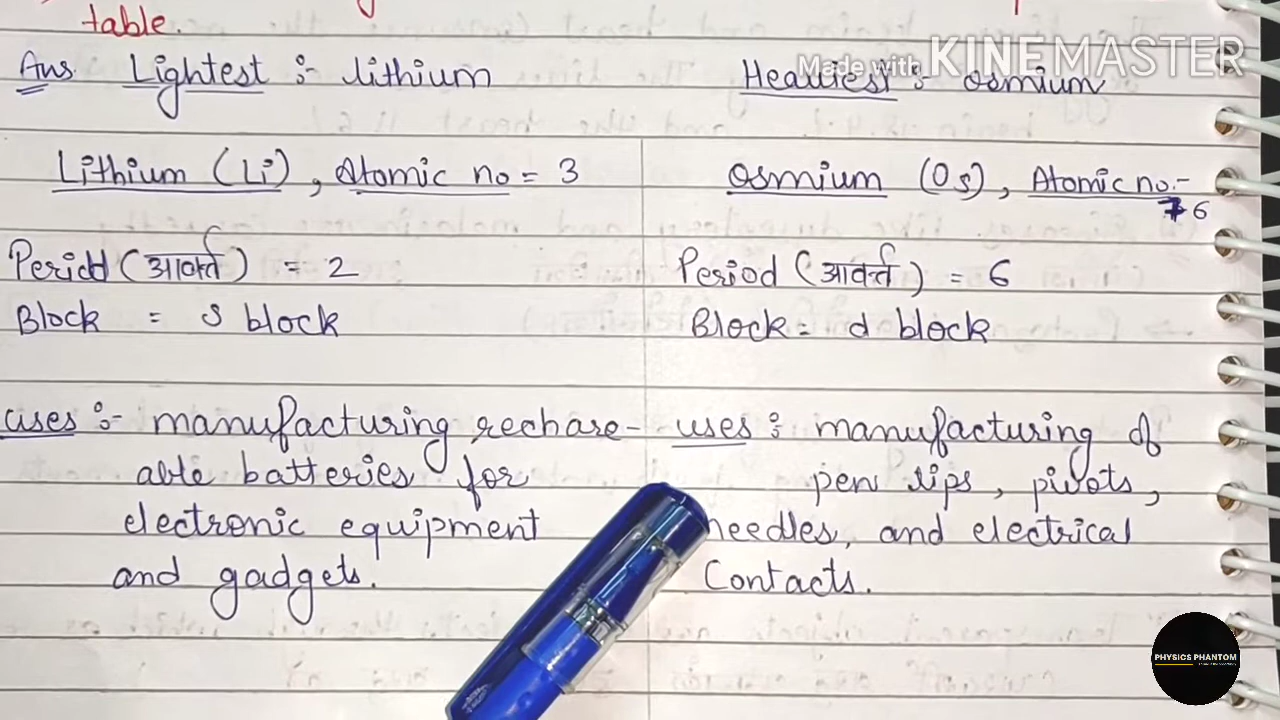 table.
Made With KINEMASTER
Ans Lightest :- lithium
Heaviest :- osmium
Lithium (Li), Atomic no = 3
Osmium (Os), Atomic no.-
76
Period (आवर्त) = 2
Period (आवर्त) = 6
Block = S block
Block = d block
uses :- manufacturing rechare-
able batteries for
electronic equipment
and gadgets.
uses : manufacturing of
pen tips, pivots,
needles, and electrical
Contacts.
PHYSICS PHANTOM